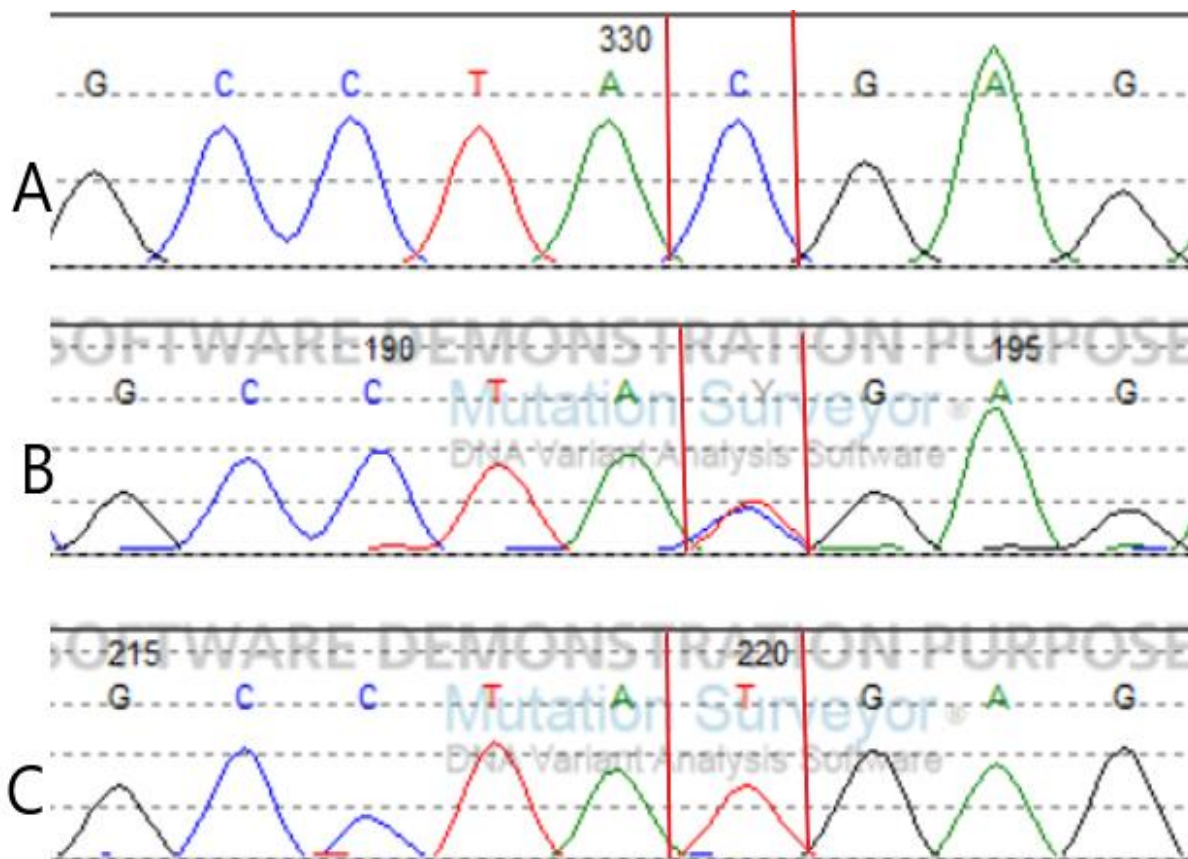 330
G C C T A C G A G
A
SOFTWARE DEMONSTRATION PURPOSE
190 195
G C C T A Y G A G
Mutation Surveyor ®
DNA Variant Analysis Software
B
SOFTWARE DEMONSTRATION PURPOSE
215 220
G C C T A T G A G
Mutation Surveyor ®
DNA Variant Analysis Software
C